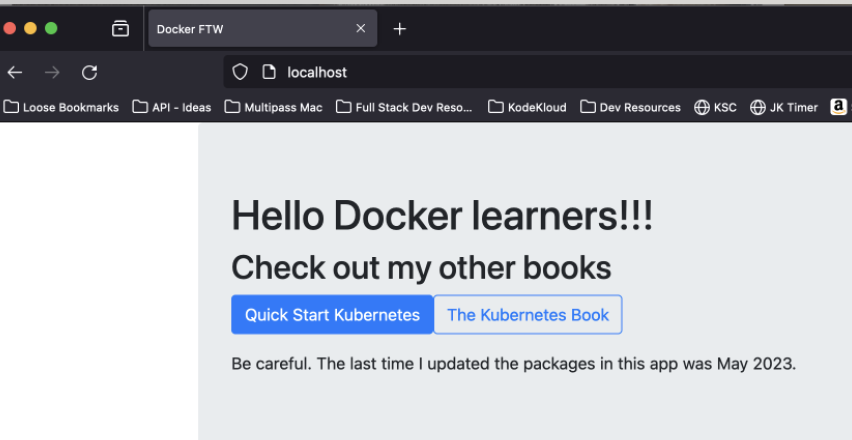 Docker FTW
localhost
Loose Bookmarks API - Ideas Multipass Mac Full Stack Dev Reso... KodeKloud Dev Resources KSC JK Timer a
Hello Docker learners!!!
Check out my other books
Quick Start Kubernetes The Kubernetes Book
Be careful. The last time I updated the packages in this app was May 2023.